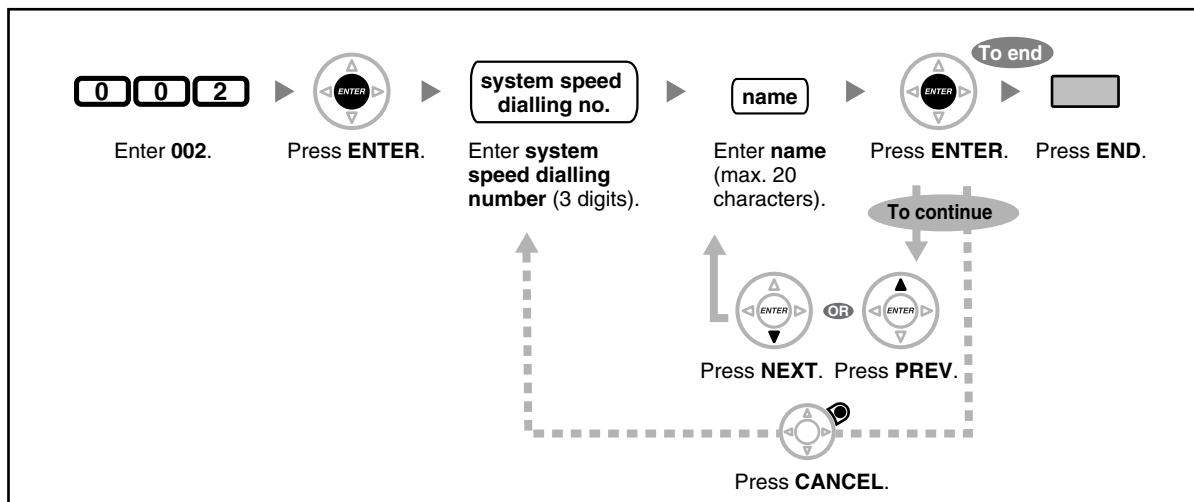 To end
0 0 2
ENTER
system speed
dialling no.
name
ENTER
Enter 002.
Press ENTER.
Enter system
speed dialling
number (3 digits).
Enter name
(max. 20
characters).
Press ENTER.
Press END.
To continue
ENTER
OR
ENTER
Press NEXT.
Press PREV.
Press CANCEL.